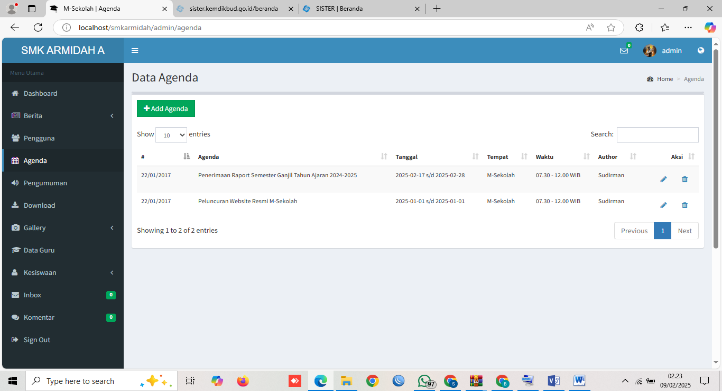 M-Sekolah | Agenda
sister.kemdikbud.go.id/beranda
SISTER | Beranda
localhost/smkarmidah/admin/agenda
SMK ARMIDAH A
0
admin
Menu Utama
Dashboard
Berita
Pengguna
Agenda
Pengumuman
Download
Gallery
Data Guru
Kesiswaan
Inbox 0
Komentar 0
Sign Out
Data Agenda
Home > Agenda
+ Add Agenda
Show 10 entries
Search:
# Agenda Tanggal Tempat Waktu Author Aksi
22/01/2017 Penerimaan Raport Semester Ganjil Tahun Ajaran 2024-2025 2025-02-17 s/d 2025-02-28 M-Sekolah 07.30 - 12.00 WIB Sudirman
22/01/2017 Peluncuran Website Resmi M-Sekolah 2025-01-01 s/d 2025-01-01 M-Sekolah 07.30 - 12.00 WIB Sudirman
Showing 1 to 2 of 2 entries
Previous 1 Next
Type here to search
97
02.23
09/02/2025